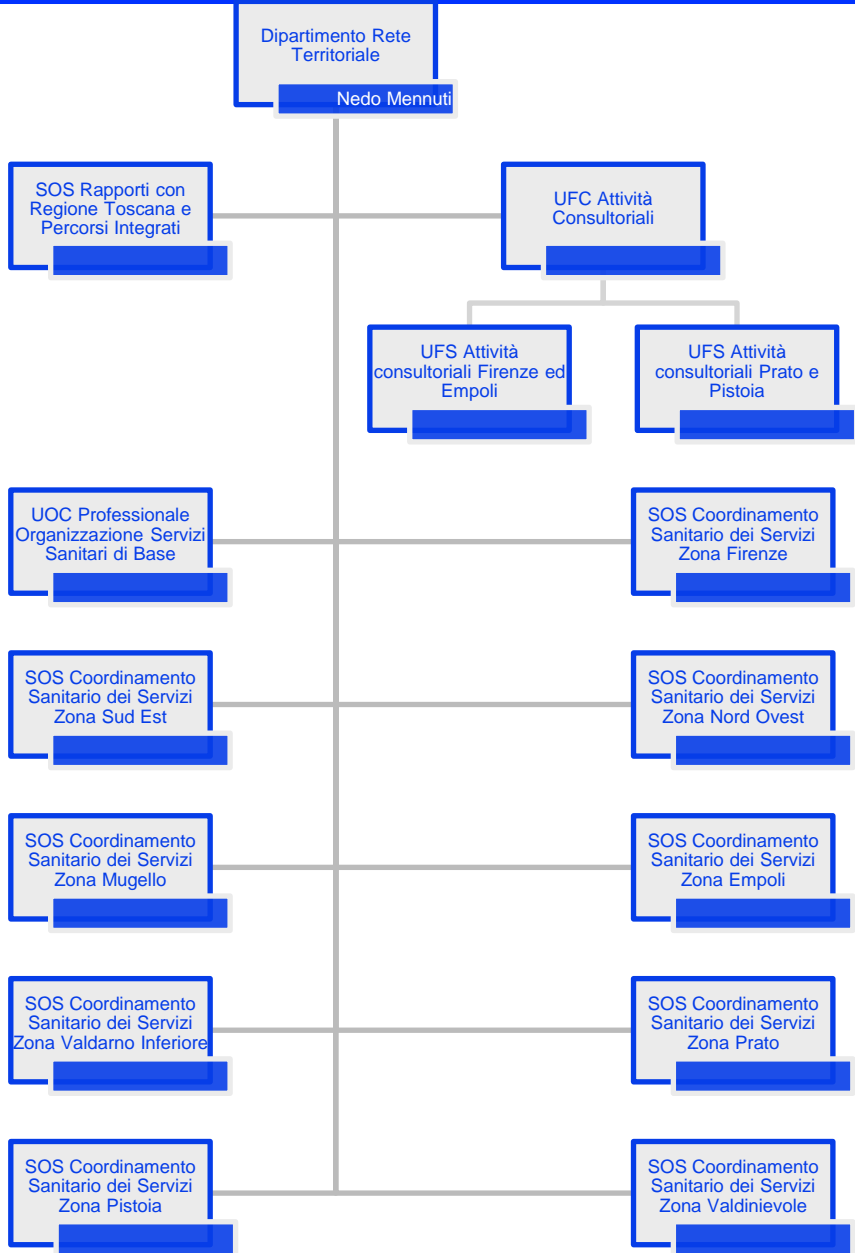 Dipartimento Rete
Territoriale
Nedo Mennuti
SOS Rapporti con
Regione Toscana e
Percorsi Integrati
UFC Attività
Consultoriali
UFS Attività
consultoriali Firenze ed
Empoli
UFS Attività
consultoriali Prato e
Pistoia
UOC Professionale
Organizzazione Servizi
Sanitari di Base
SOS Coordinamento
Sanitario dei Servizi
Zona Firenze
SOS Coordinamento
Sanitario dei Servizi
Zona Sud Est
SOS Coordinamento
Sanitario dei Servizi
Zona Nord Ovest
SOS Coordinamento
Sanitario dei Servizi
Zona Mugello
SOS Coordinamento
Sanitario dei Servizi
Zona Empoli
SOS Coordinamento
Sanitario dei Servizi
Zona Valdarno Inferiore
SOS Coordinamento
Sanitario dei Servizi
Zona Prato
SOS Coordinamento
Sanitario dei Servizi
Zona Pistoia
SOS Coordinamento
Sanitario dei Servizi
Zona Valdinievole